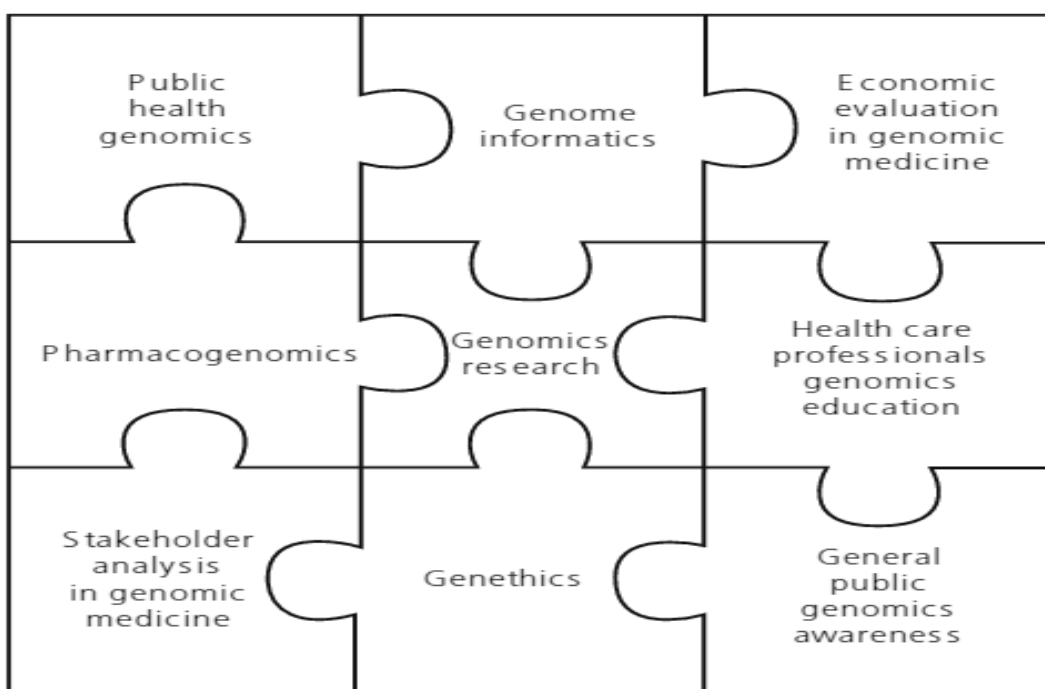 Public
health
genomics
Genome
informatics
Economic
evaluation
in genomic
medicine
Pharmacogenomics
Genomics
research
Health care
professionals
genomics
education
Stakeholder
analysis
in genomic
medicine
Genethics
General
public
genomics
awareness